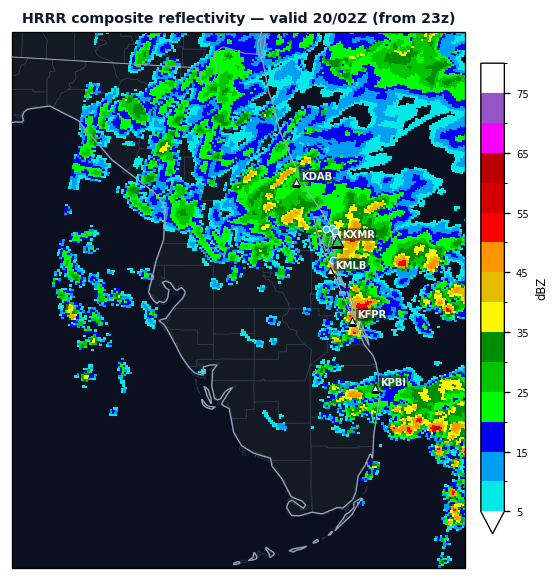 HRRR composite reflectivity — valid 20/02Z (from 23z)
KDAB
KXMR
KMLB
KFPR
KPBI
75
65
55
45
35
25
15
5
dBZ